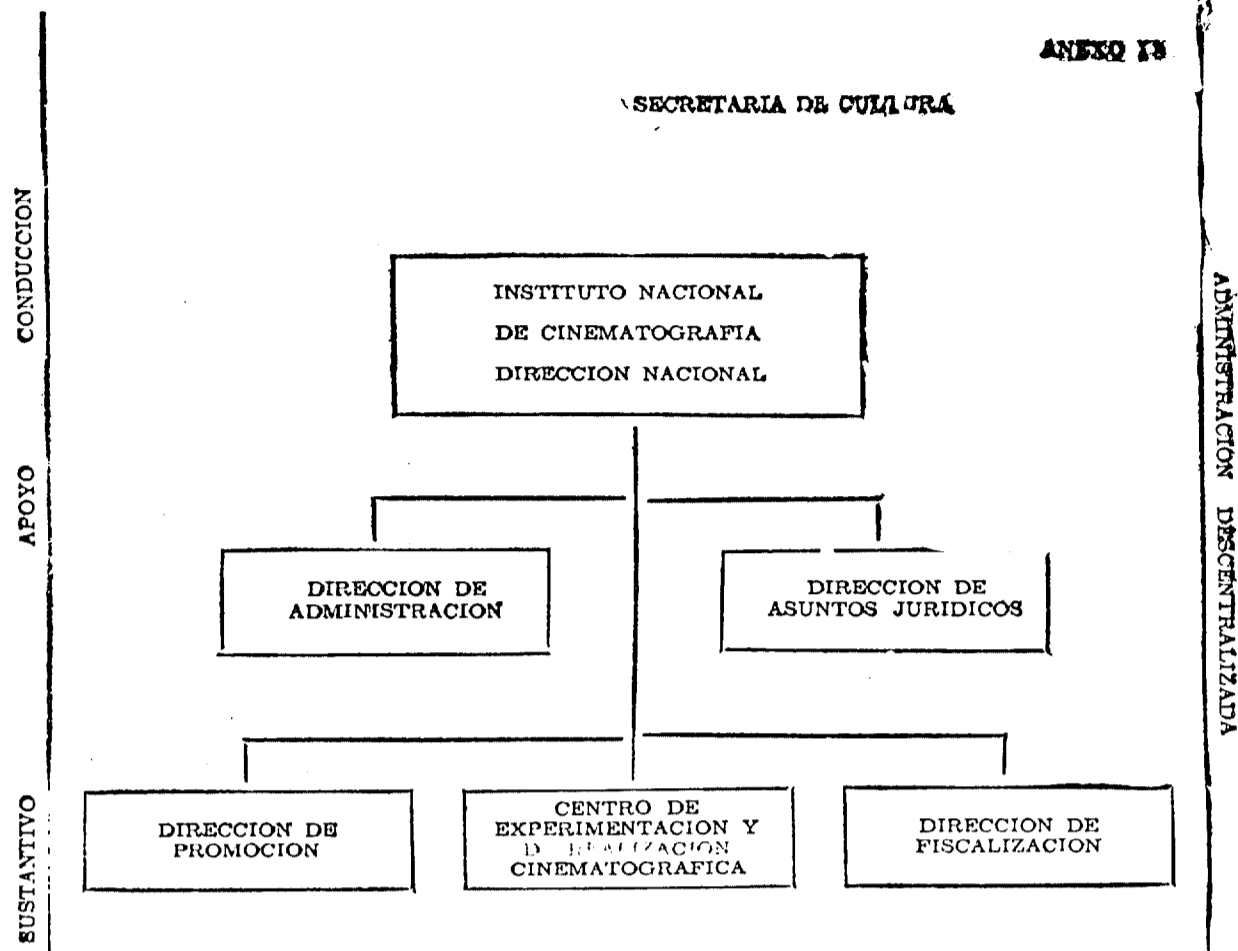 ANEXO
SECRETARIA DE CULTURA
CONDUCCION
INSTITUTO NACIONAL
DE CINEMATOGRAFIA
DIRECCION NACIONAL
ADMINISTRACION DESCENTRALIZADA
APOYO
DIRECCION DE
ADMINISTRACION
DIRECCION DE
ASUNTOS JURIDICOS
SUSTANTIVO
DIRECCION DE
PROMOCION
CENTRO DE
EXPERIMENTACION Y
REALIZACION
CINEMATOGRAFICA
DIRECCION DE
FISCALIZACION